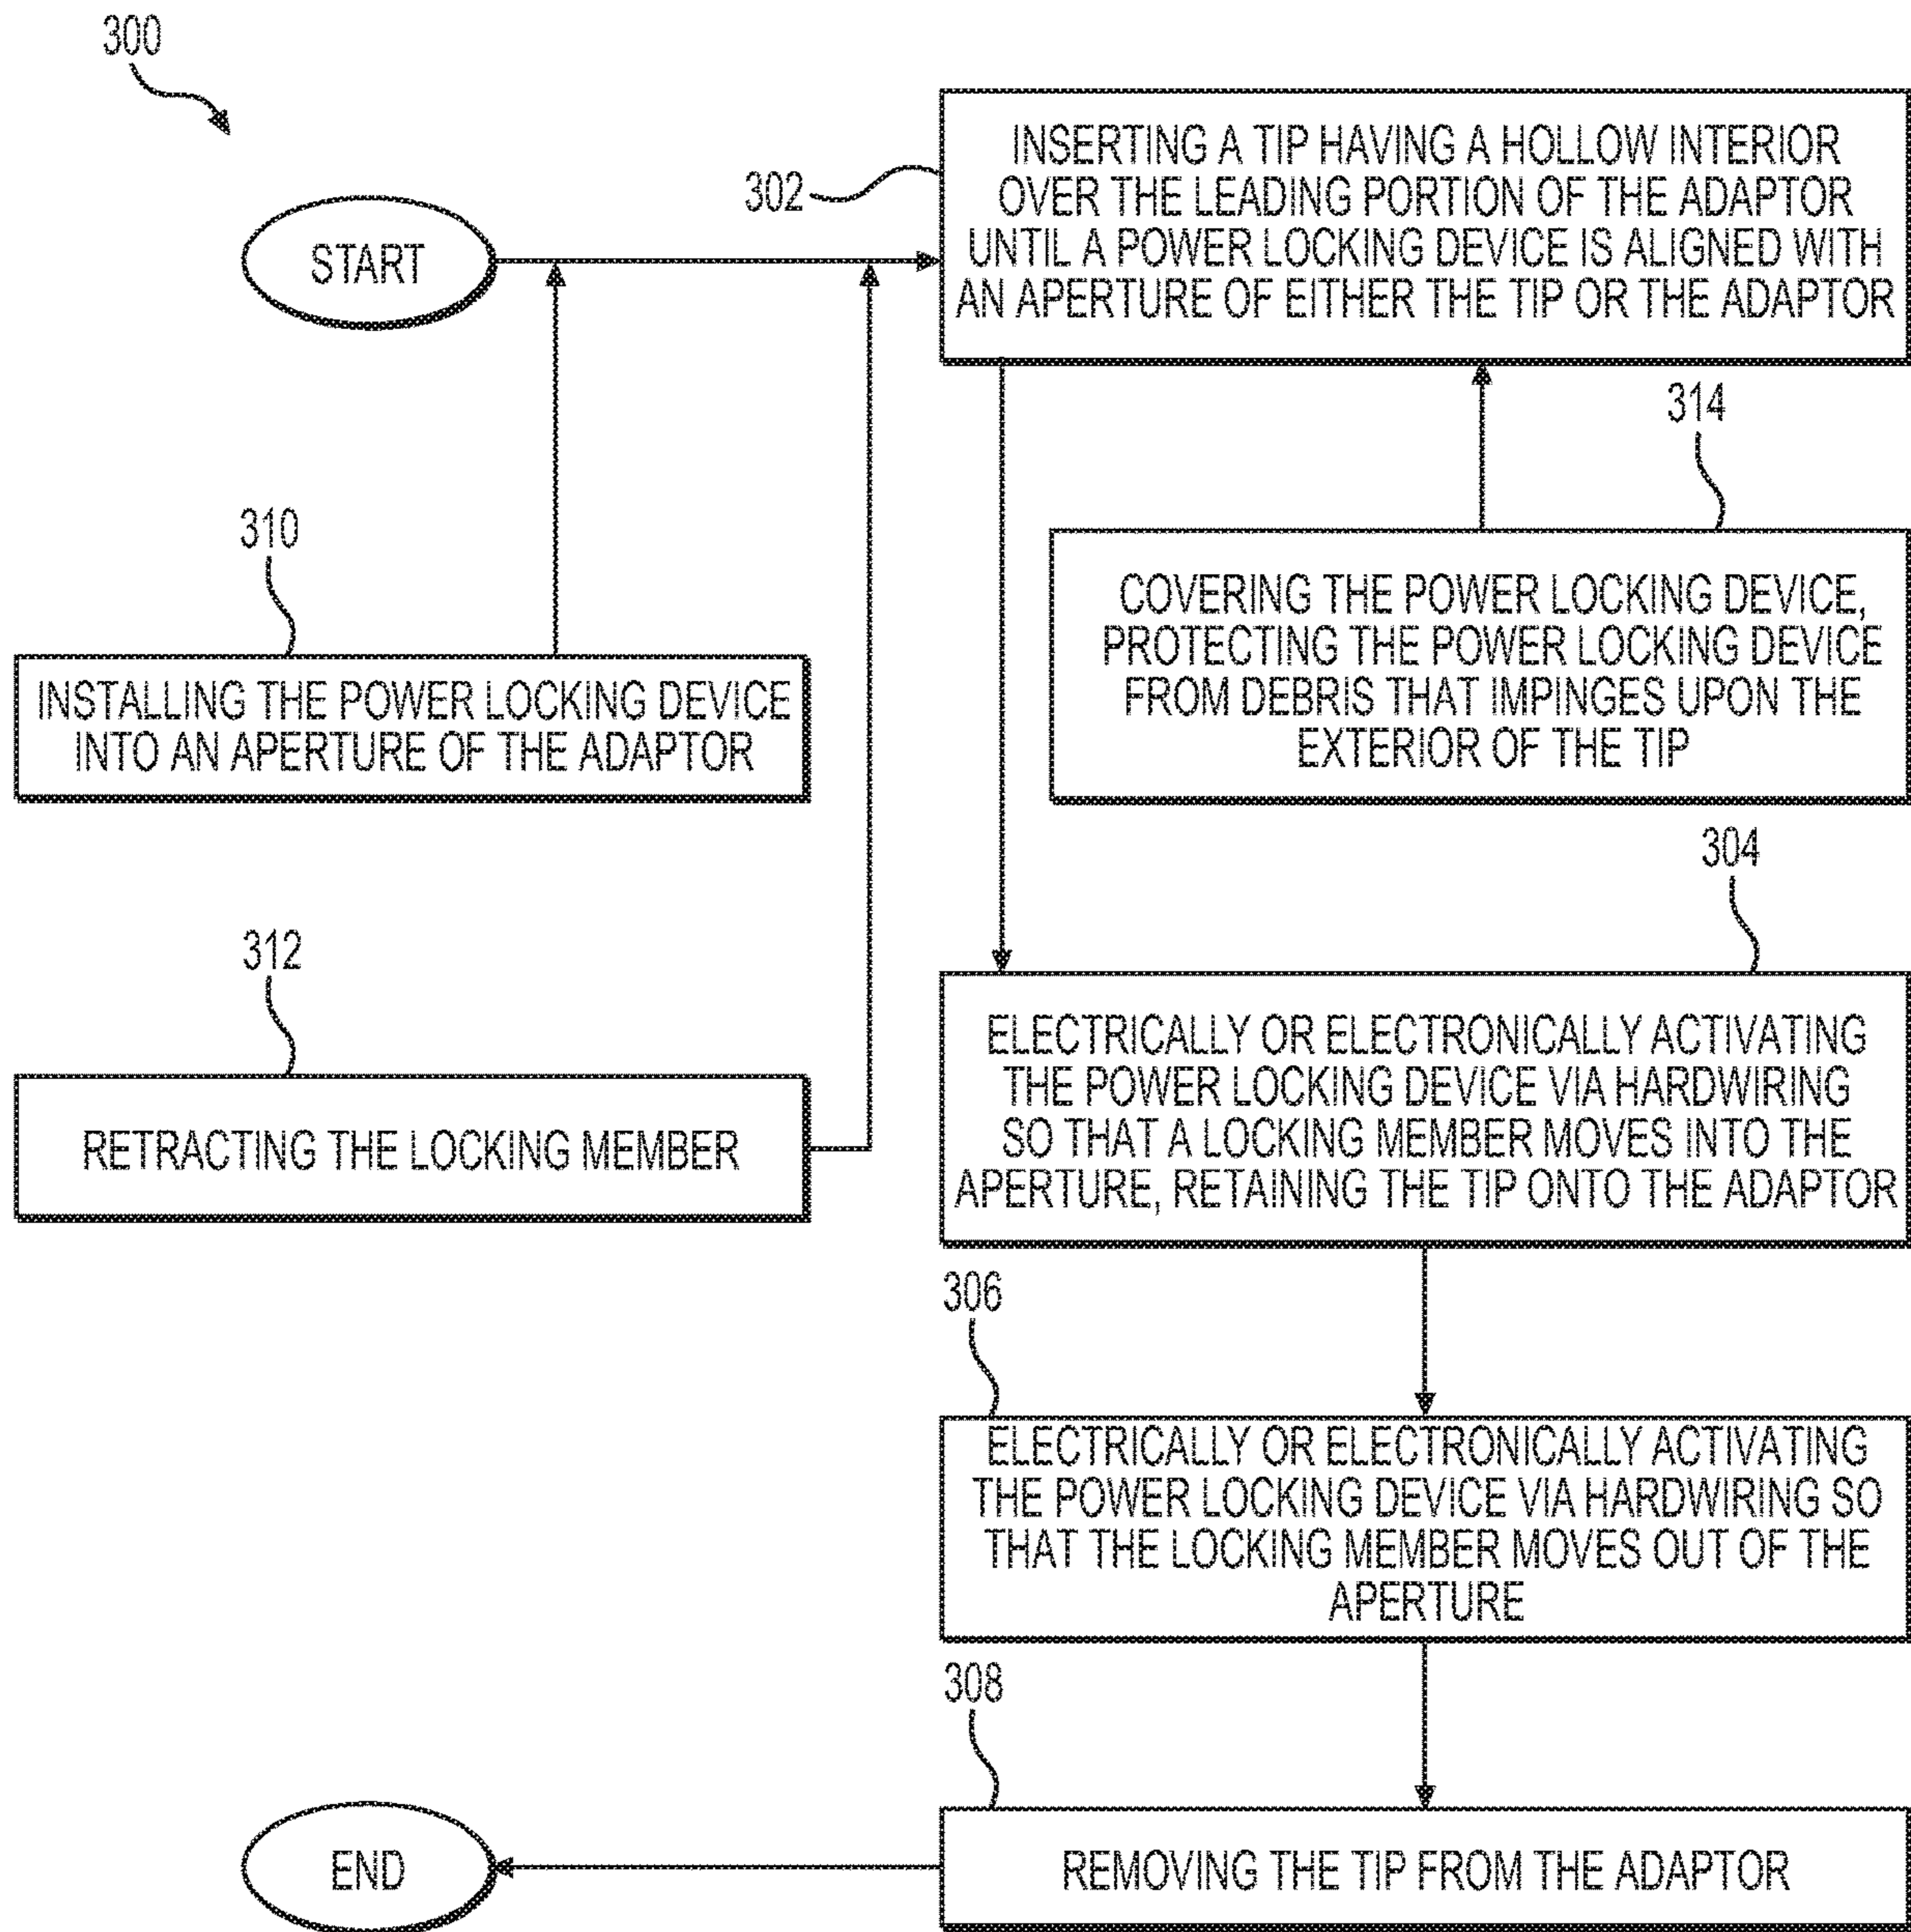 300
START
302
INSERTING A TIP HAVING A HOLLOW INTERIOR
OVER THE LEADING PORTION OF THE ADAPTOR
UNTIL A POWER LOCKING DEVICE IS ALIGNED WITH
AN APERTURE OF EITHER THE TIP OR THE ADAPTOR
314
COVERING THE POWER LOCKING DEVICE,
PROTECTING THE POWER LOCKING DEVICE
FROM DEBRIS THAT IMPINGES UPON THE
EXTERIOR OF THE TIP
310
INSTALLING THE POWER LOCKING DEVICE
INTO AN APERTURE OF THE ADAPTOR
312
RETRACTING THE LOCKING MEMBER
304
ELECTRICALLY OR ELECTRONICALLY ACTIVATING
THE POWER LOCKING DEVICE VIA HARDWIRING
SO THAT A LOCKING MEMBER MOVES INTO THE
APERTURE, RETAINING THE TIP ONTO THE ADAPTOR
306
ELECTRICALLY OR ELECTRONICALLY ACTIVATING
THE POWER LOCKING DEVICE VIA HARDWIRING SO
THAT THE LOCKING MEMBER MOVES OUT OF THE
APERTURE
308
REMOVING THE TIP FROM THE ADAPTOR
END